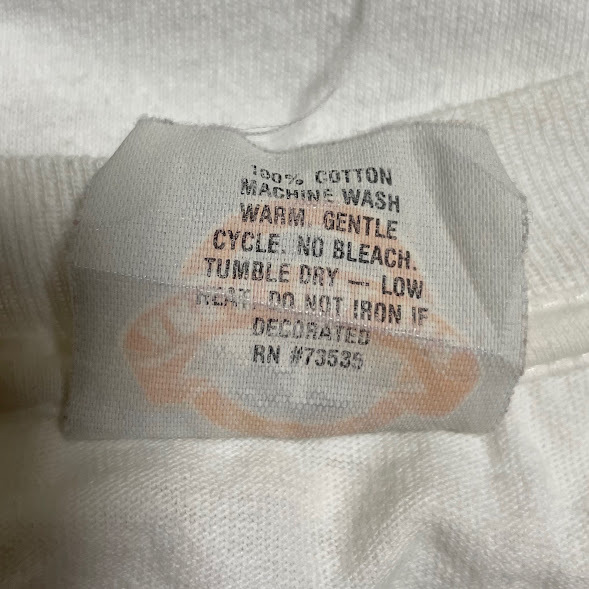 100% COTTON
MACHINE WASH
WARM, GENTLE
CYCLE. NO BLEACH.
TUMBLE DRY — LOW
HEAT. DO NOT IRON IF
DECORATED
RN #73535